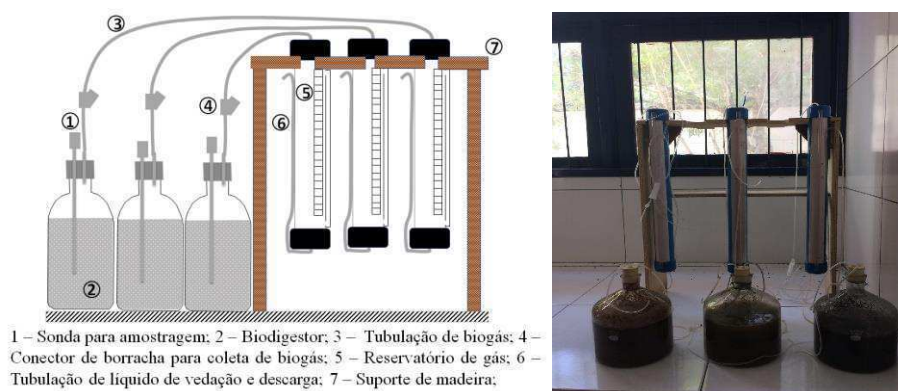 ③
⑦
④
⑤
①
⑥
②
1 – Sonda para amostragem; 2 – Biodigestor; 3 – Tubulação de biogás; 4 –
Conector de borracha para coleta de biogás; 5 – Reservatório de gás; 6 –
Tubulação de líquido de vedação e descarga; 7 – Suporte de madeira;